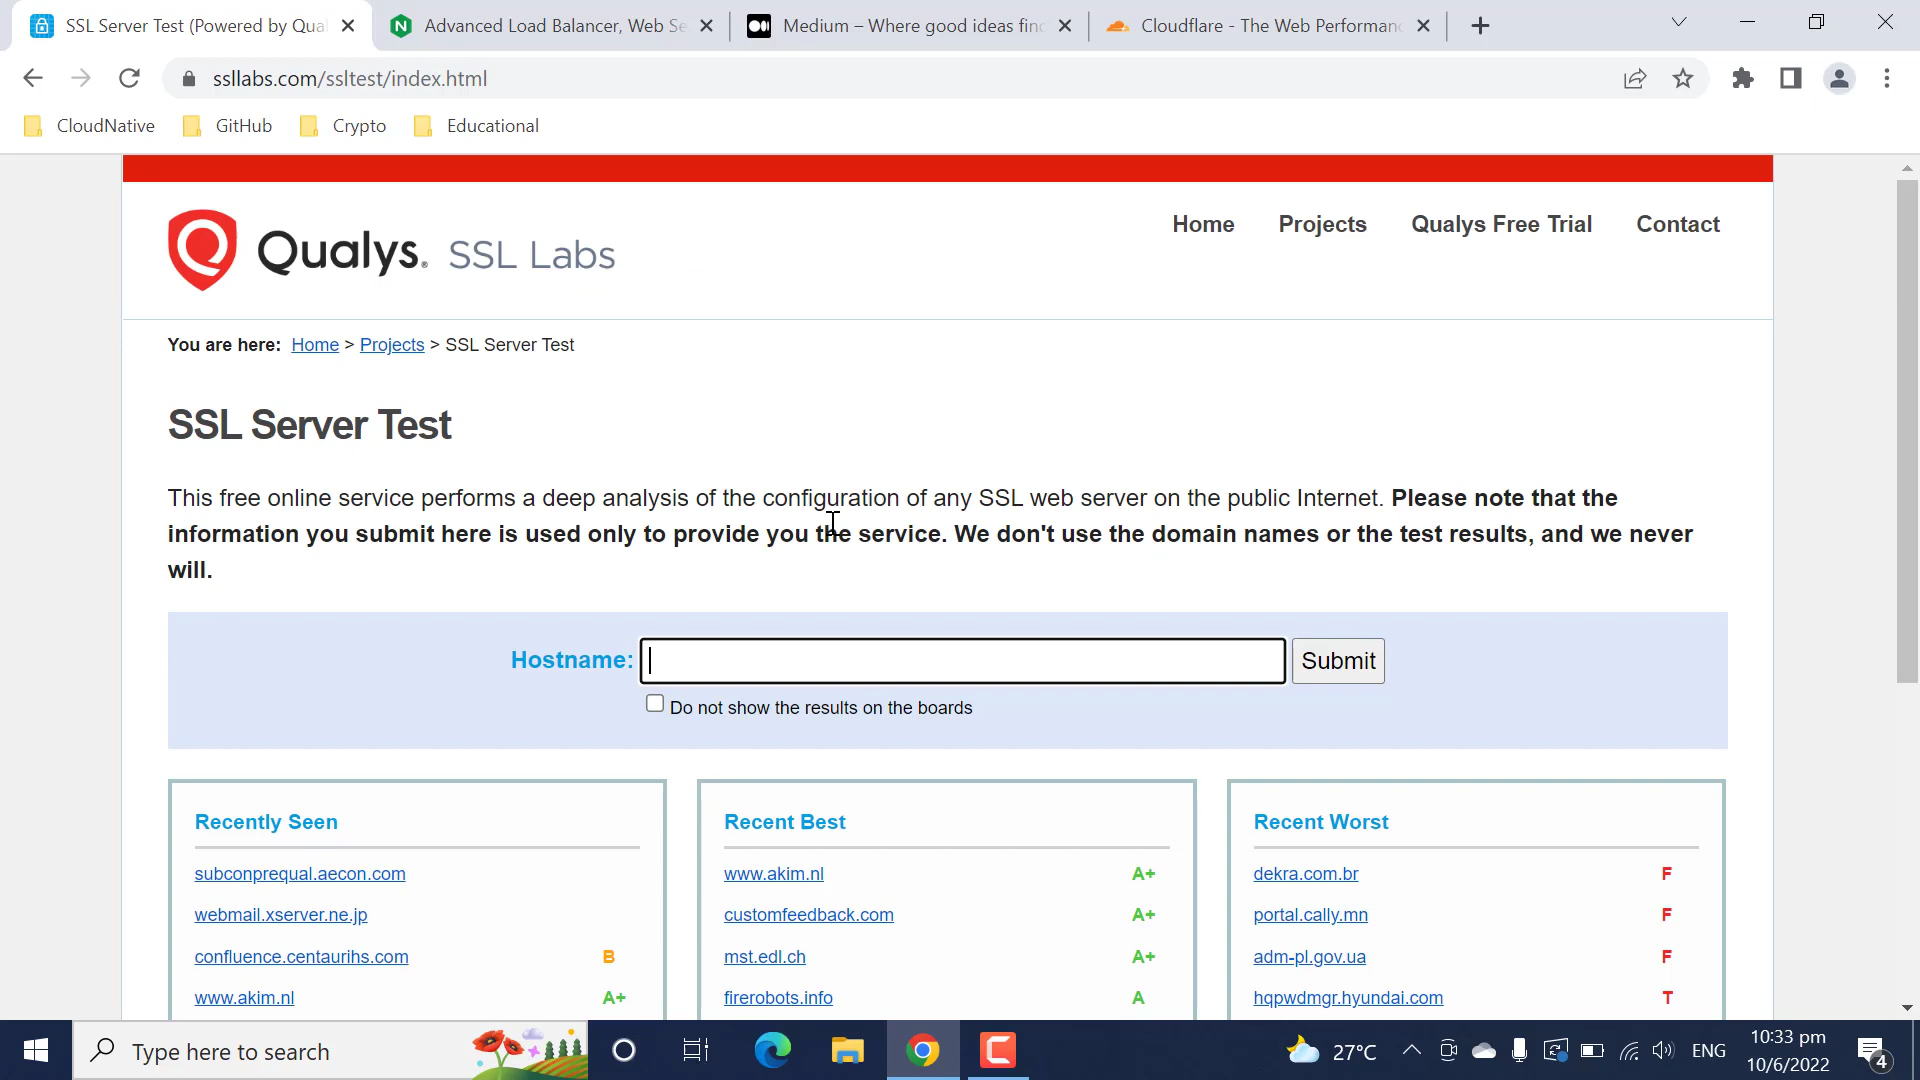 SSL Server Test (Powered by Qua
Advanced Load Balancer, Web Se
Medium – Where good ideas find
Cloudflare - The Web Performanc
ssllabs.com/ssltest/index.html
CloudNative
GitHub
Crypto
Educational
Qualys. SSL Labs
Home
Projects
Qualys Free Trial
Contact
You are here: Home > Projects > SSL Server Test
SSL Server Test
This free online service performs a deep analysis of the configuration of any SSL web server on the public Internet. Please note that the
information you submit here is used only to provide you the service. We don't use the domain names or the test results, and we never
will.
Hostname:
Submit
Do not show the results on the boards
Recently Seen
subconprequal.aecon.com
webmail.xserver.ne.jp
confluence.centaurihs.com B
www.akim.nl A+
Recent Best
www.akim.nl A+
customfeedback.com A+
mst.edl.ch A+
firerobots.info A
Recent Worst
dekra.com.br F
portal.cally.mn F
adm-pl.gov.ua F
hqpwdmgr.hyundai.com T
Type here to search
27°C
ENG
10:33 pm
10/6/2022
4